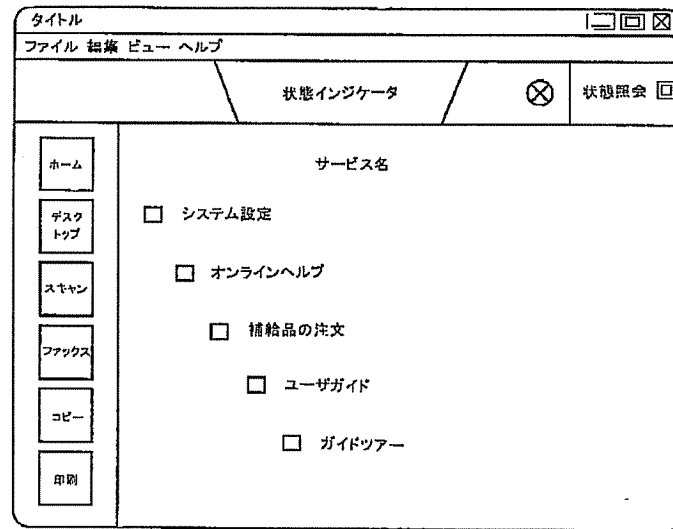 タイトル
ファイル 編集 ビュー ヘルプ
状態インジケータ
状態照会
ホーム
サービス名
デスク
トップ
システム設定
スキャン
オンラインヘルプ
ファックス
補給品の注文
コピー
ユーザガイド
印刷
ガイドツアー